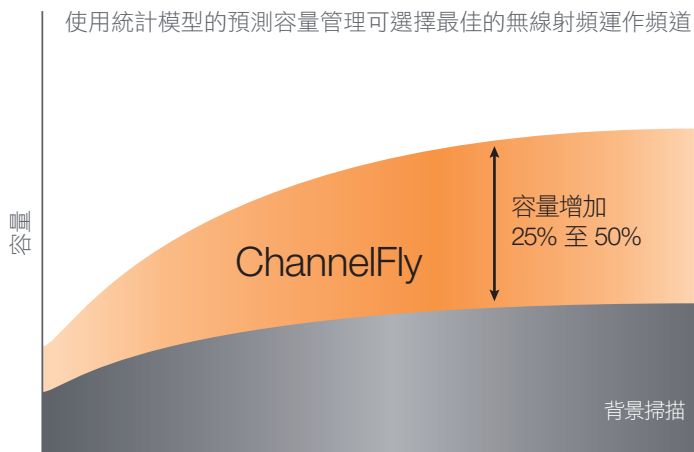 使用統計模型的預測容量管理可選擇最佳的無線射頻運作頻道
容量
ChannelFly
容量增加
25% 至 50%
背景掃描